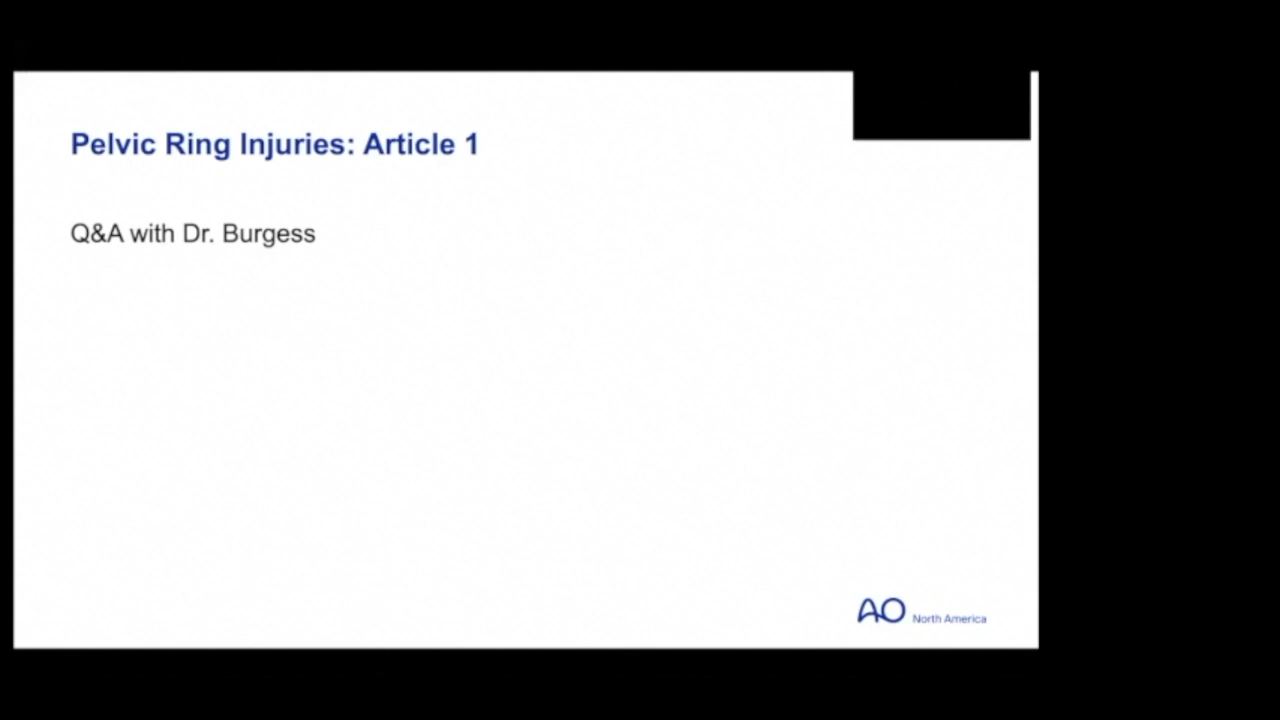 Pelvic Ring Injuries: Article 1
Q&A with Dr. Burgess
AO North America